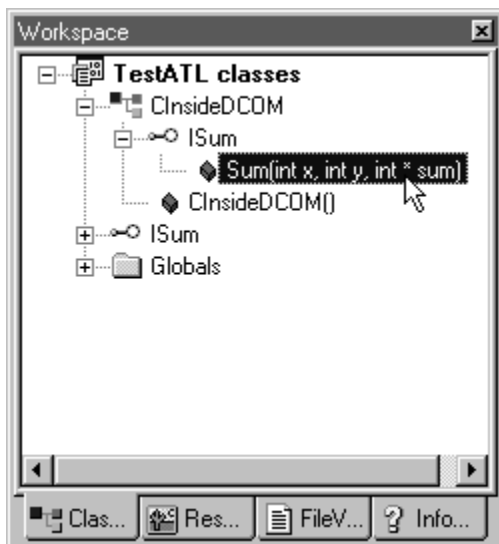 Workspace
TestATL classes
CInsideDCOM
ISum
Sum(int x, int y, int * sum)
CInsideDCOM()
ISum
Globals
Clas... Res... FileV... Info...